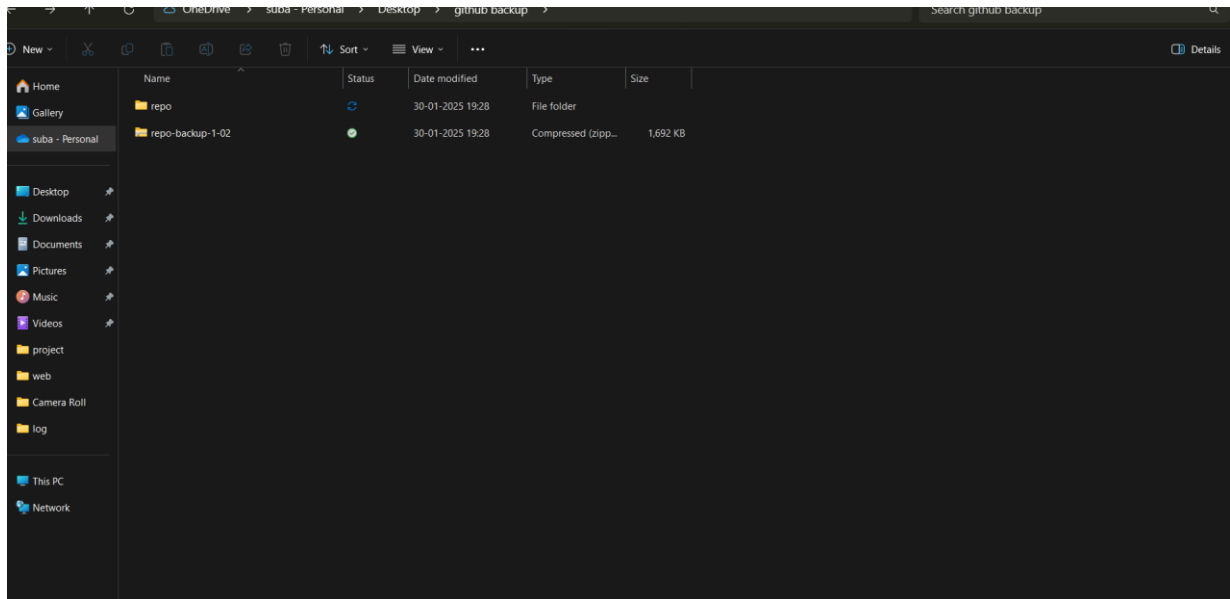 OneDrive > suba - Personal > Desktop > github backup > Search github backup
New Sort View ... Details
Name Status Date modified Type Size
Home
Gallery
suba - Personal
repo 30-01-2025 19:28 File folder
repo-backup-1-02 30-01-2025 19:28 Compressed (zipp... 1,692 KB
Desktop
Downloads
Documents
Pictures
Music
Videos
project
web
Camera Roll
log
This PC
Network